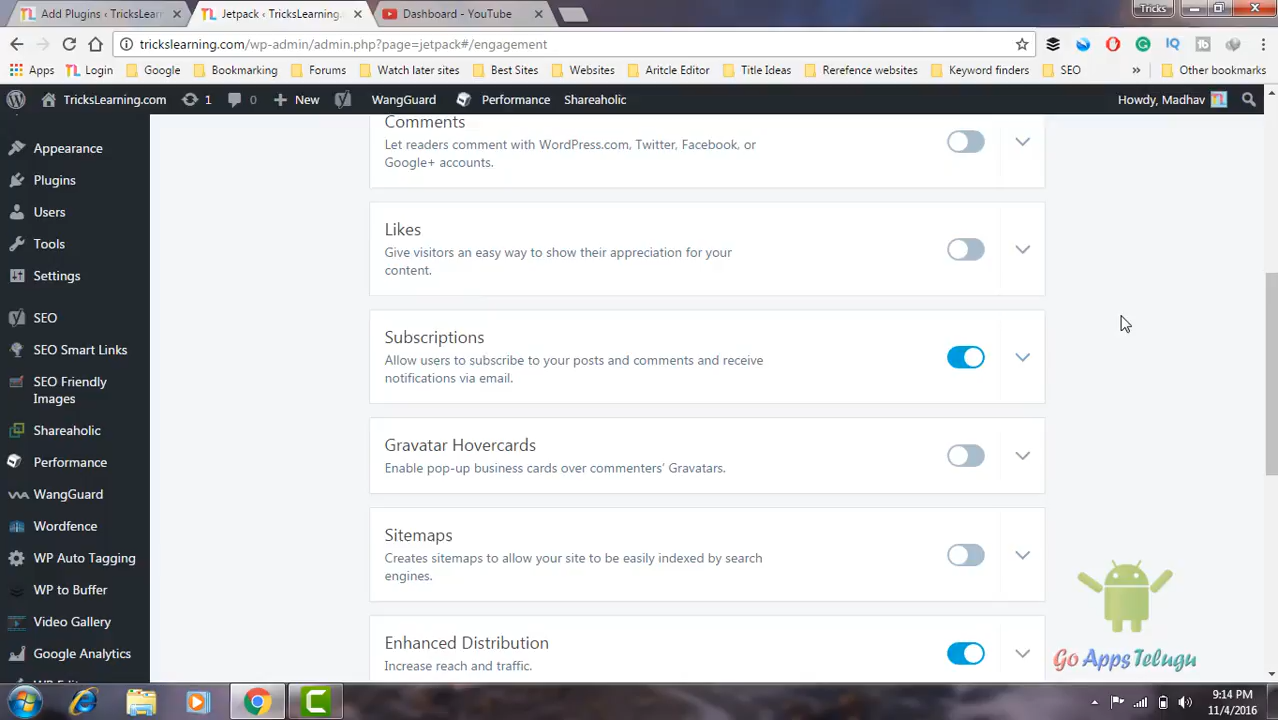 Add Plugins ‹ TricksLearn
Jetpack ‹ TricksLearning.
Dashboard - YouTube
Tricks
trickslearning.com/wp-admin/admin.php?page=jetpack#/engagement
Apps
Login
Google
Bookmarking
Forums
Watch later sites
Best Sites
Websites
Aritcle Editor
Title Ideas
Rerefence websites
Keyword finders
SEO
»
Other bookmarks
TricksLearning.com
1
0
New
WangGuard
Performance
Shareaholic
Howdy, Madhav
Appearance
Plugins
Users
Tools
Settings
SEO
SEO Smart Links
SEO Friendly
Images
Shareaholic
Performance
WangGuard
Wordfence
WP Auto Tagging
WP to Buffer
Video Gallery
Google Analytics
Comments
Let readers comment with WordPress.com, Twitter, Facebook, or
Google+ accounts.
Likes
Give visitors an easy way to show their appreciation for your
content.
Subscriptions
Allow users to subscribe to your posts and comments and receive
notifications via email.
Gravatar Hovercards
Enable pop-up business cards over commenters’ Gravatars.
Sitemaps
Creates sitemaps to allow your site to be easily indexed by search
engines.
Enhanced Distribution
Increase reach and traffic.
Go AppsTelugu
9:14 PM
11/4/2016